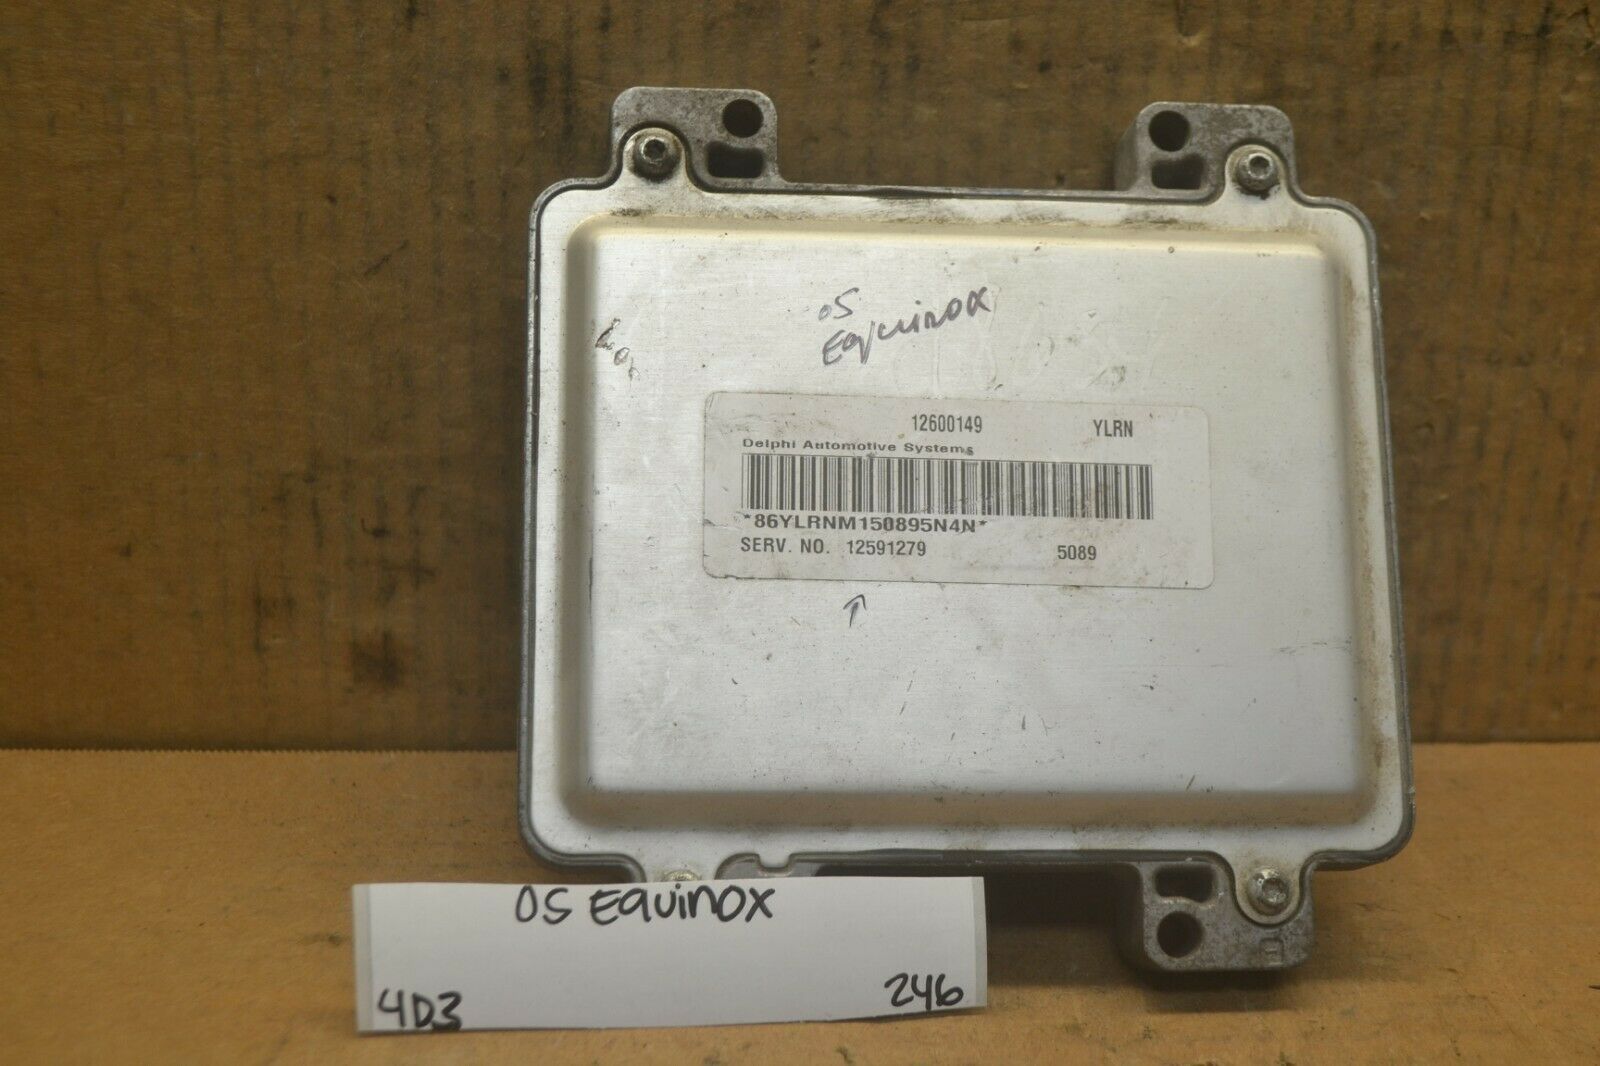 05
Equinox
12600149 YLRN
Delphi Automotive Systems
*86YLRNM150895N4N*
SERV. NO. 12591279 5089
05 Equinox
4D3 246